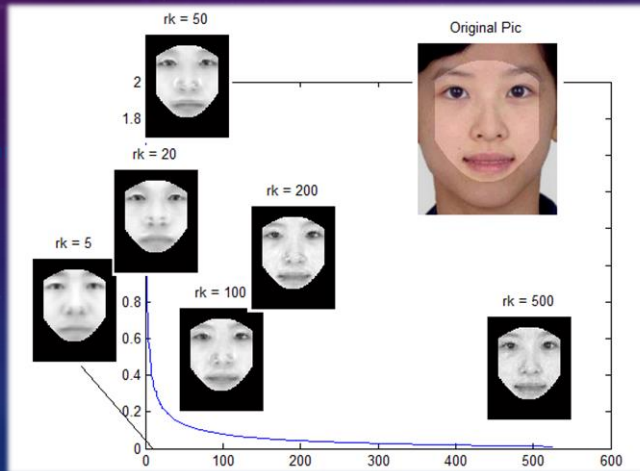 rk = 50
Original Pic
2
1.8
rk = 20
rk = 200
rk = 5
0.8
rk = 100
rk = 500
0.6
0.4
0.2
0
0 100 200 300 400 500 600